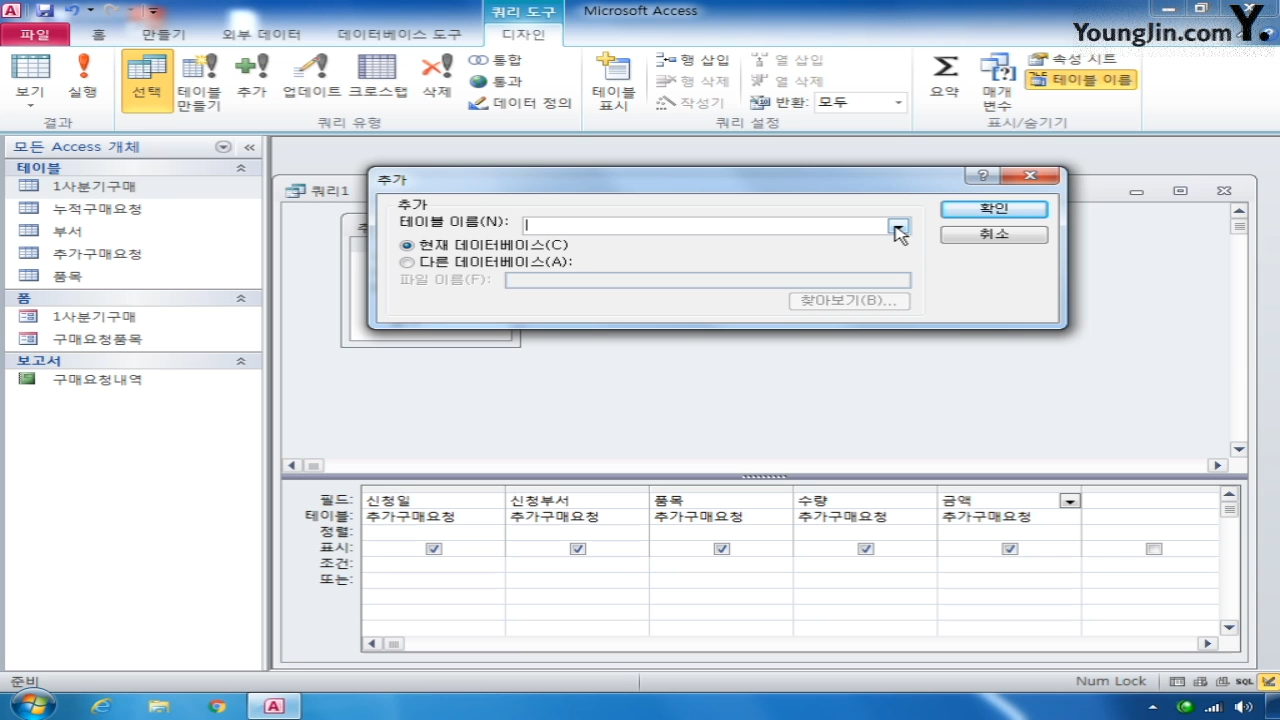 쿼리 도구
Microsoft Access
YoungJin.com Y.
파일
홈
만들기
외부 데이터
데이터베이스 도구
디자인
보기
실행
선택
테이블
만들기
추가
업데이트
크로스탭
삭제
통합
통과
데이터 정의
테이블
표시
행 삽입
행 삭제
작성기
열 삽입
열 삭제
반환: 모두
요약
매개
변수
속성 시트
테이블 이름
결과
쿼리 유형
쿼리 설정
표시/숨기기
모든 Access 개체
테이블
1사분기구매
누적구매요청
부서
추가구매요청
품목
폼
1사분기구매
구매요청품목
보고서
구매요청내역
쿼리1
추가
추가
테이블 이름(N):
현재 데이터베이스(C)
다른 데이터베이스(A):
파일 이름(F):
찾아보기(B)...
확인
취소
필드: 신청일 신청부서 품목 수량 금액
테이블: 추가구매요청 추가구매요청 추가구매요청 추가구매요청 추가구매요청
정렬:
표시:
조건:
또는:
준비
Num Lock
SQL